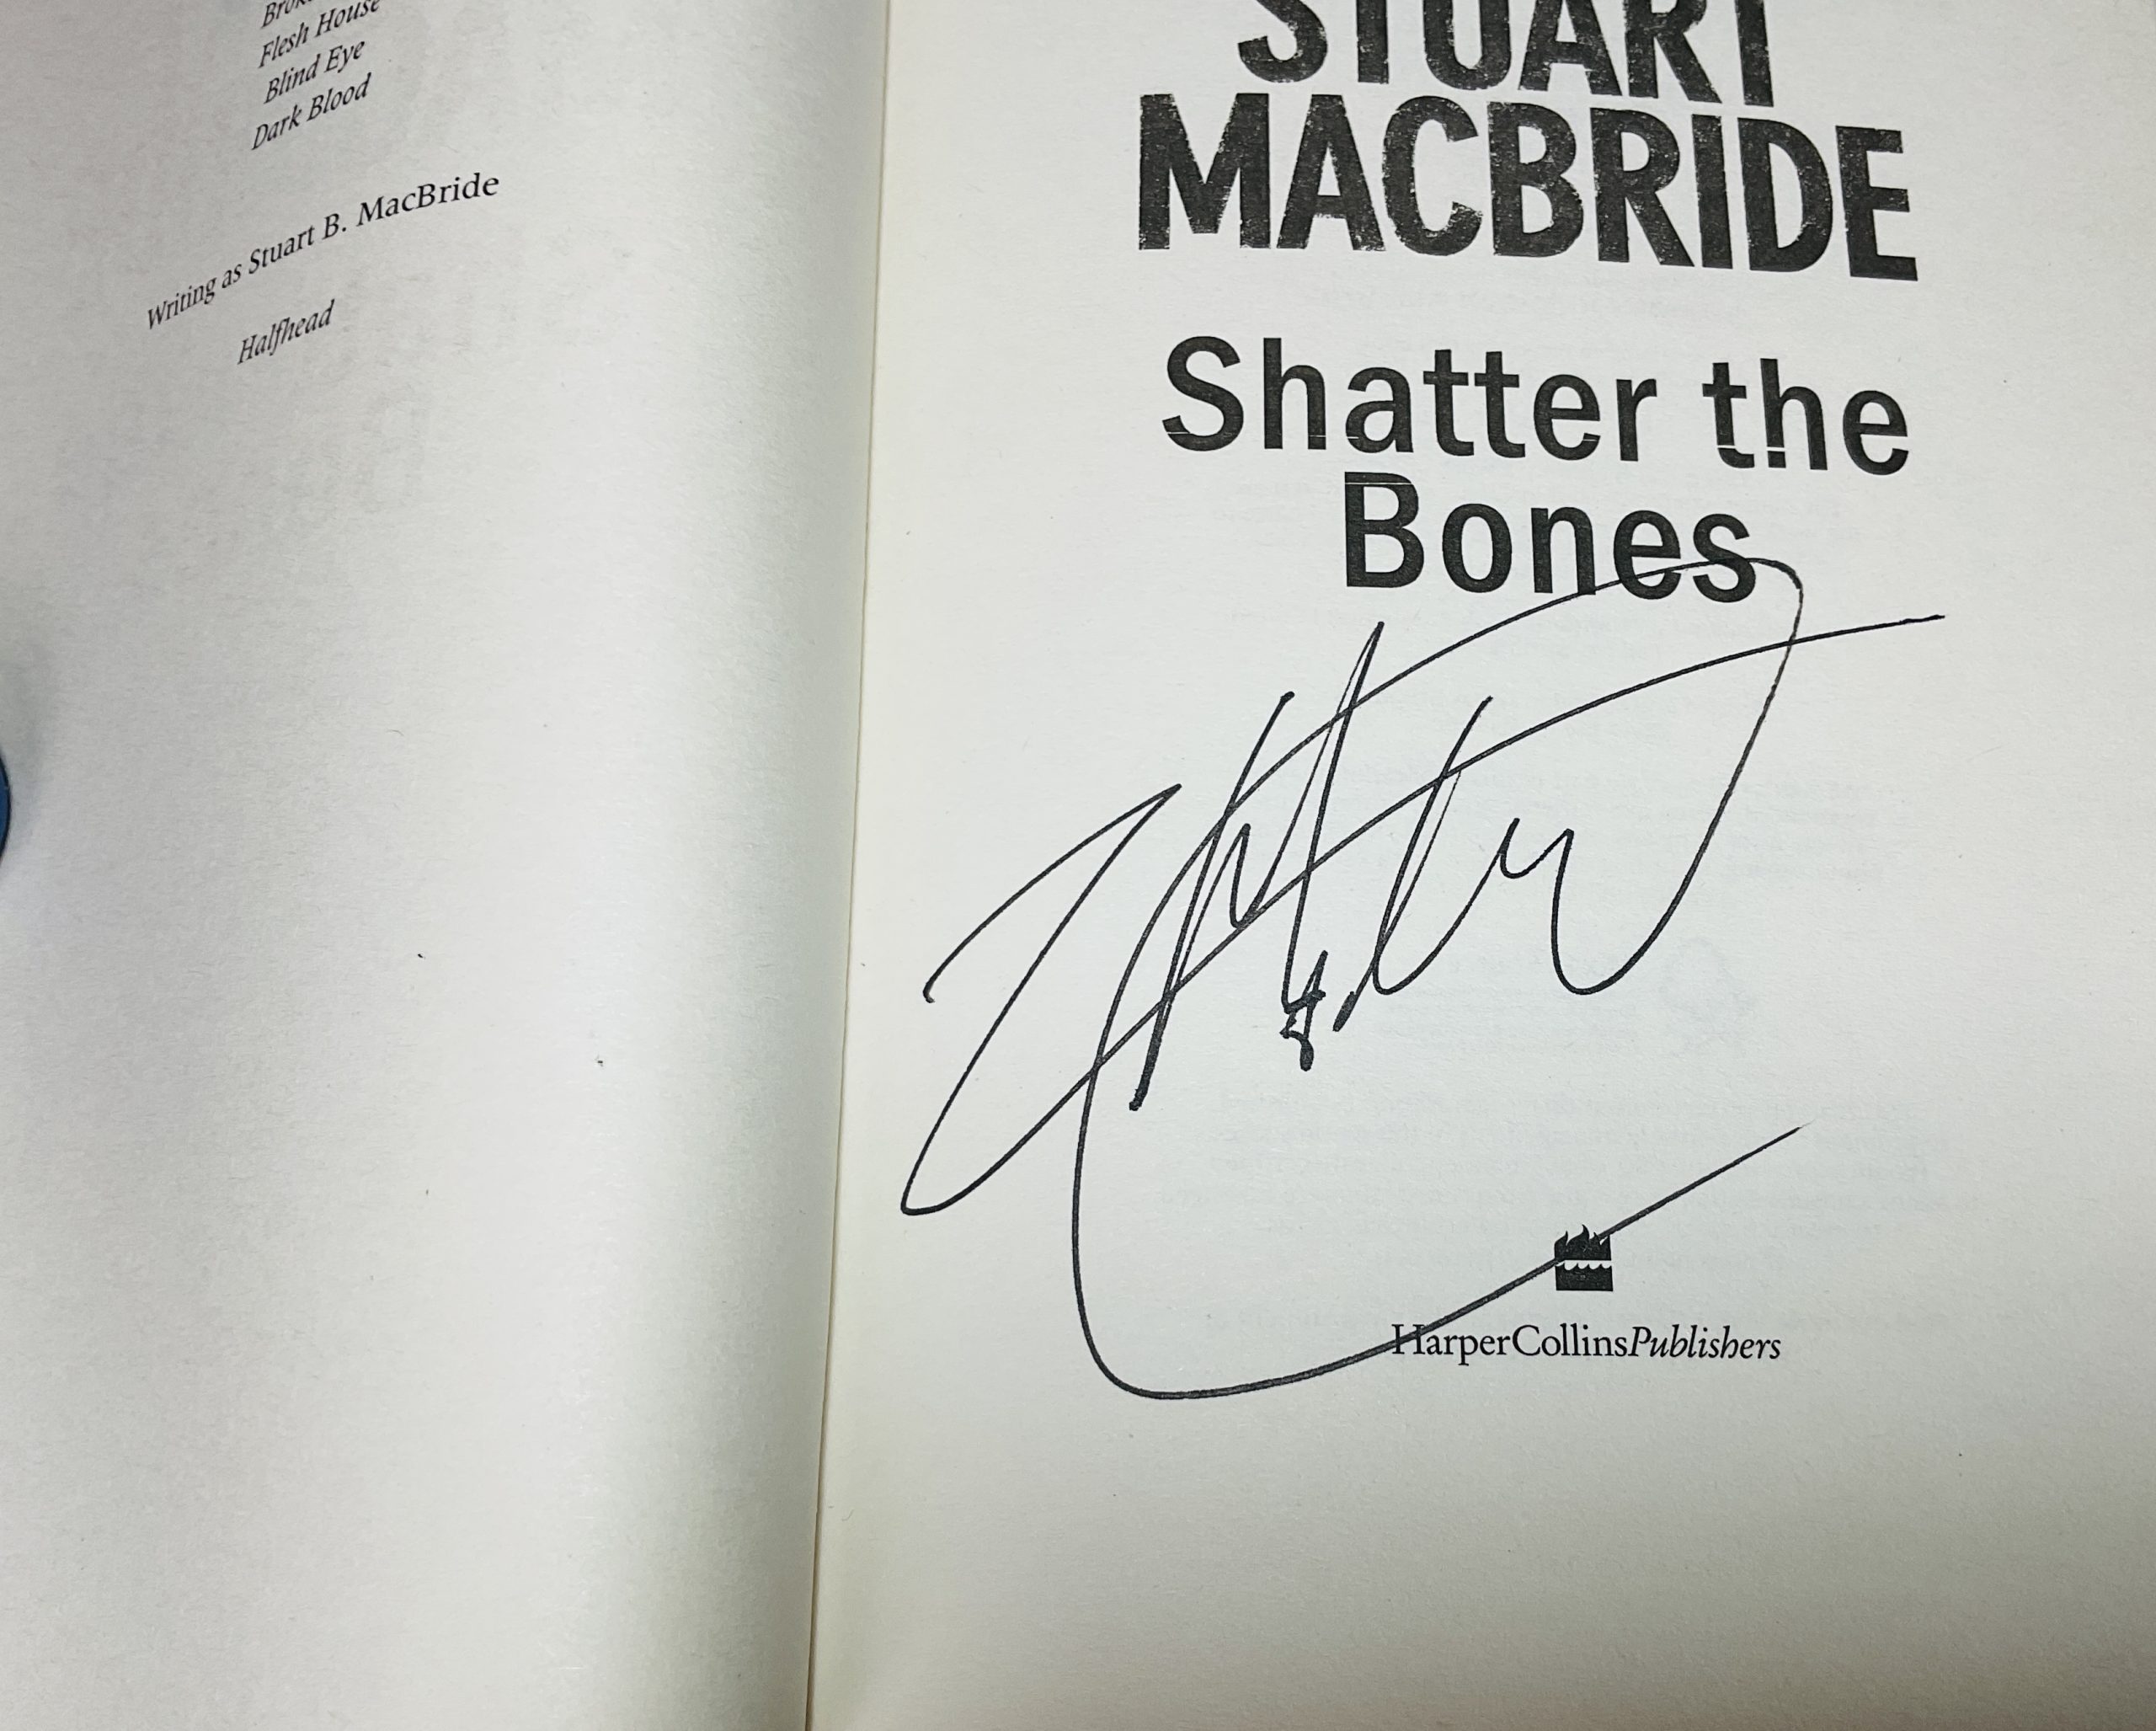 Flesh House
Blind Eye
Dark Blood
Writing as Stuart B. MacBride
Halfhead
STUART
MACBRIDE
Shatter the
Bones
HarperCollinsPublishers